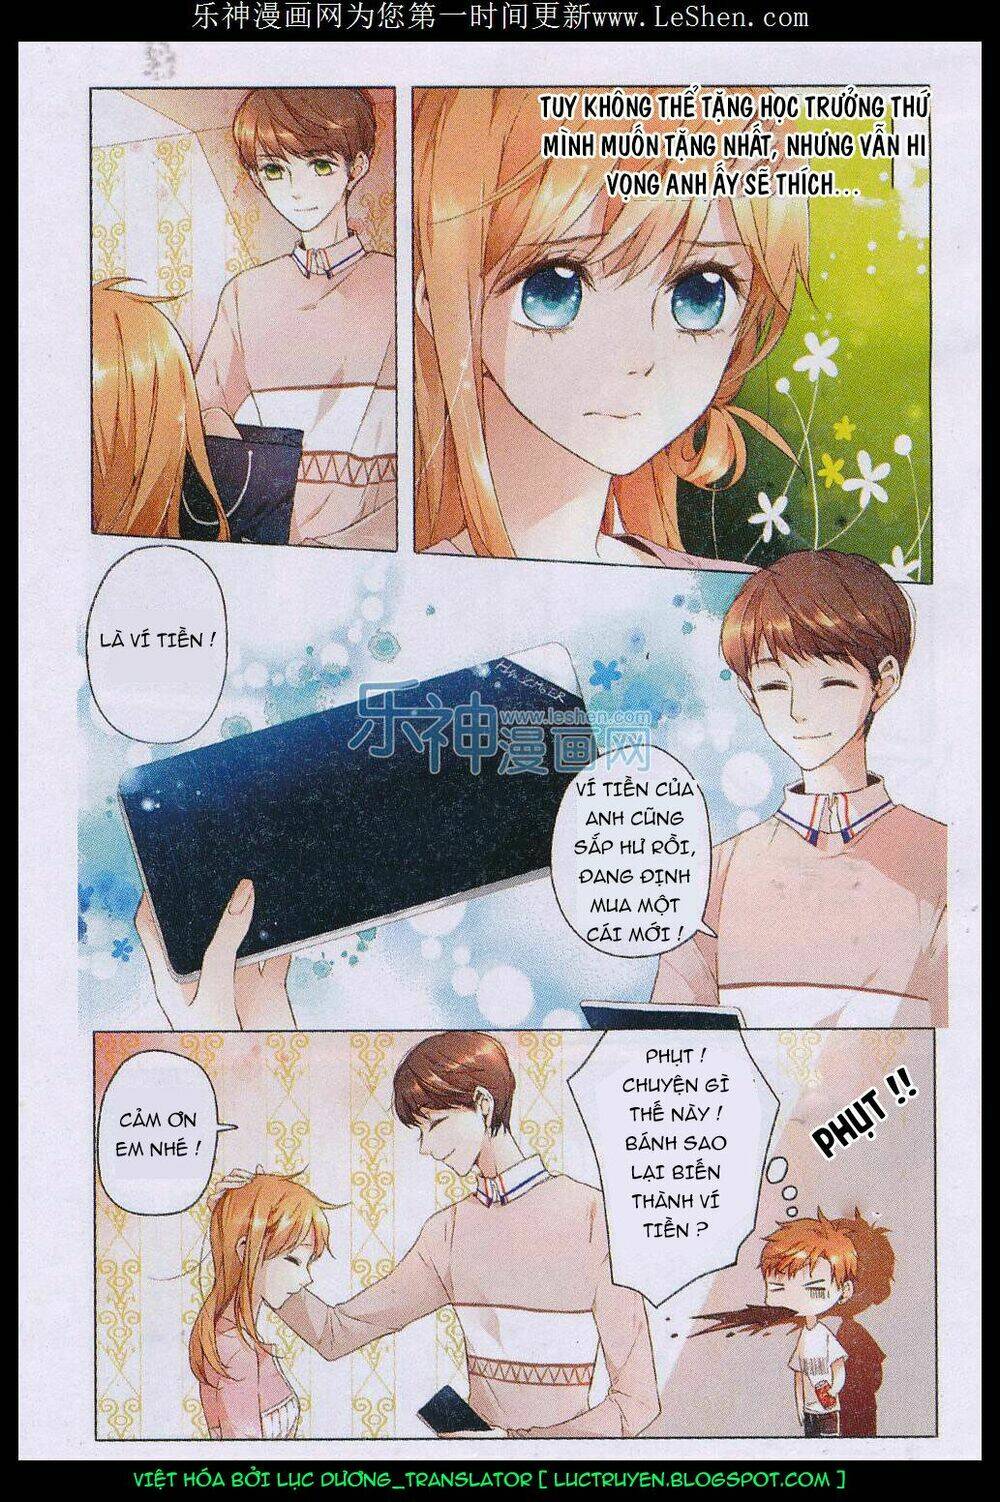 乐神漫画网为您第一时间更新www.LeShen.com
TUY KHÔNG THỂ TẶNG HỌC TRƯỞNG THỨ
MÌNH MUỐN TẶNG NHẤT, NHƯNG VẪN HI
VỌNG ANH ẤY SẼ THÍCH...
LÀ VÍ TIỀN !
乐神漫画网
www.leshen.com
VÍ TIỀN CỦA
ANH CŨNG
SẮP HƯ RỒI,
ĐANG ĐỊNH
MUA MỘT
CÁI MỚI !
CẢM ƠN
EM NHÉ !
PHỤT !
CHUYỆN GÌ
THẾ NÀY !
BÁNH SAO
LẠI BIẾN
THÀNH VÍ
TIỀN ?
PHỤT !!
VIỆT HÓA BỞI LỤC DƯƠNG_TRANSLATOR [ LUCTRUYEN.BLOGSPOT.COM ]